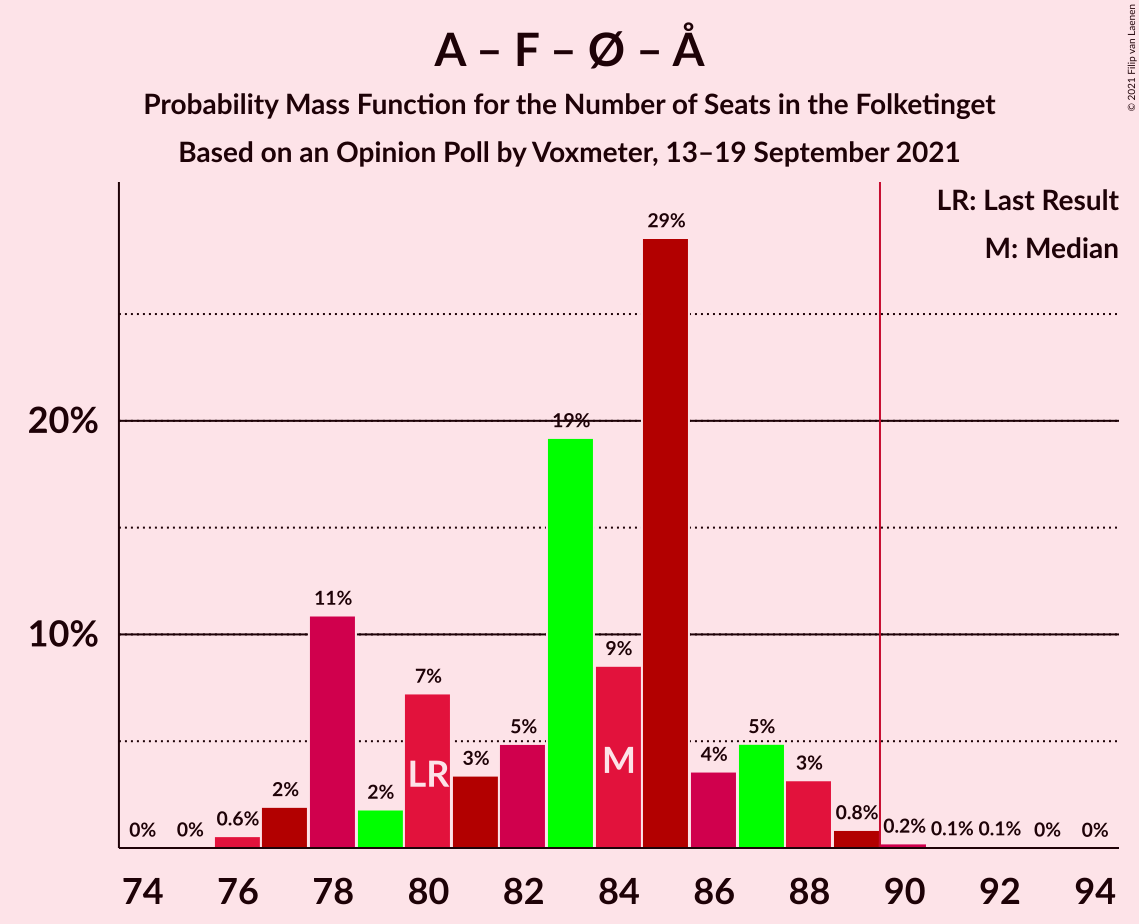 A – F – Ø – Å
Probability Mass Function for the Number of Seats in the Folketinget
Based on an Opinion Poll by Voxmeter, 13–19 September 2021
© 2021 Filip van Laenen
LR: Last Result
M: Median
20%
10%
0%
0%
0.6%
2%
11%
2%
7%
3%
5%
19%
9%
29%
4%
5%
3%
0.8%
0.2%
0.1%
0.1%
0%
0%
LR
M
74 76 78 80 82 84 86 88 90 92 94